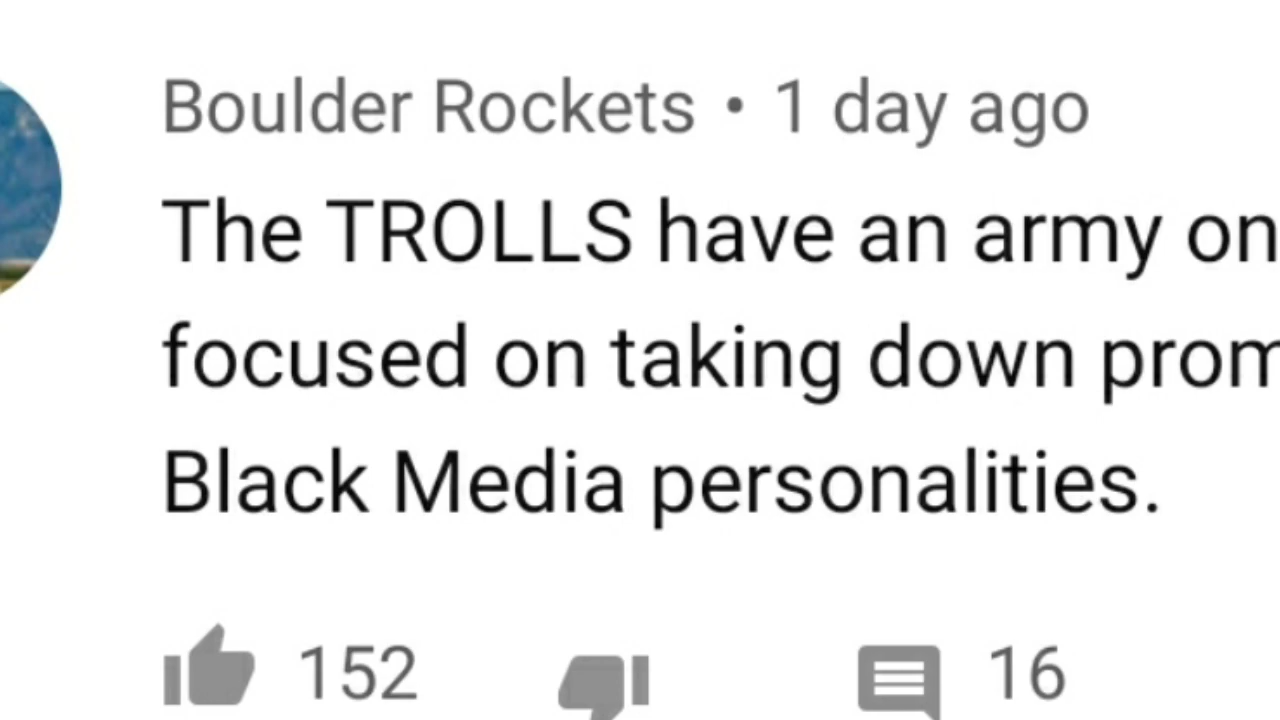 Boulder Rockets • 1 day ago
The TROLLS have an army on
focused on taking down prom
Black Media personalities.
152
16